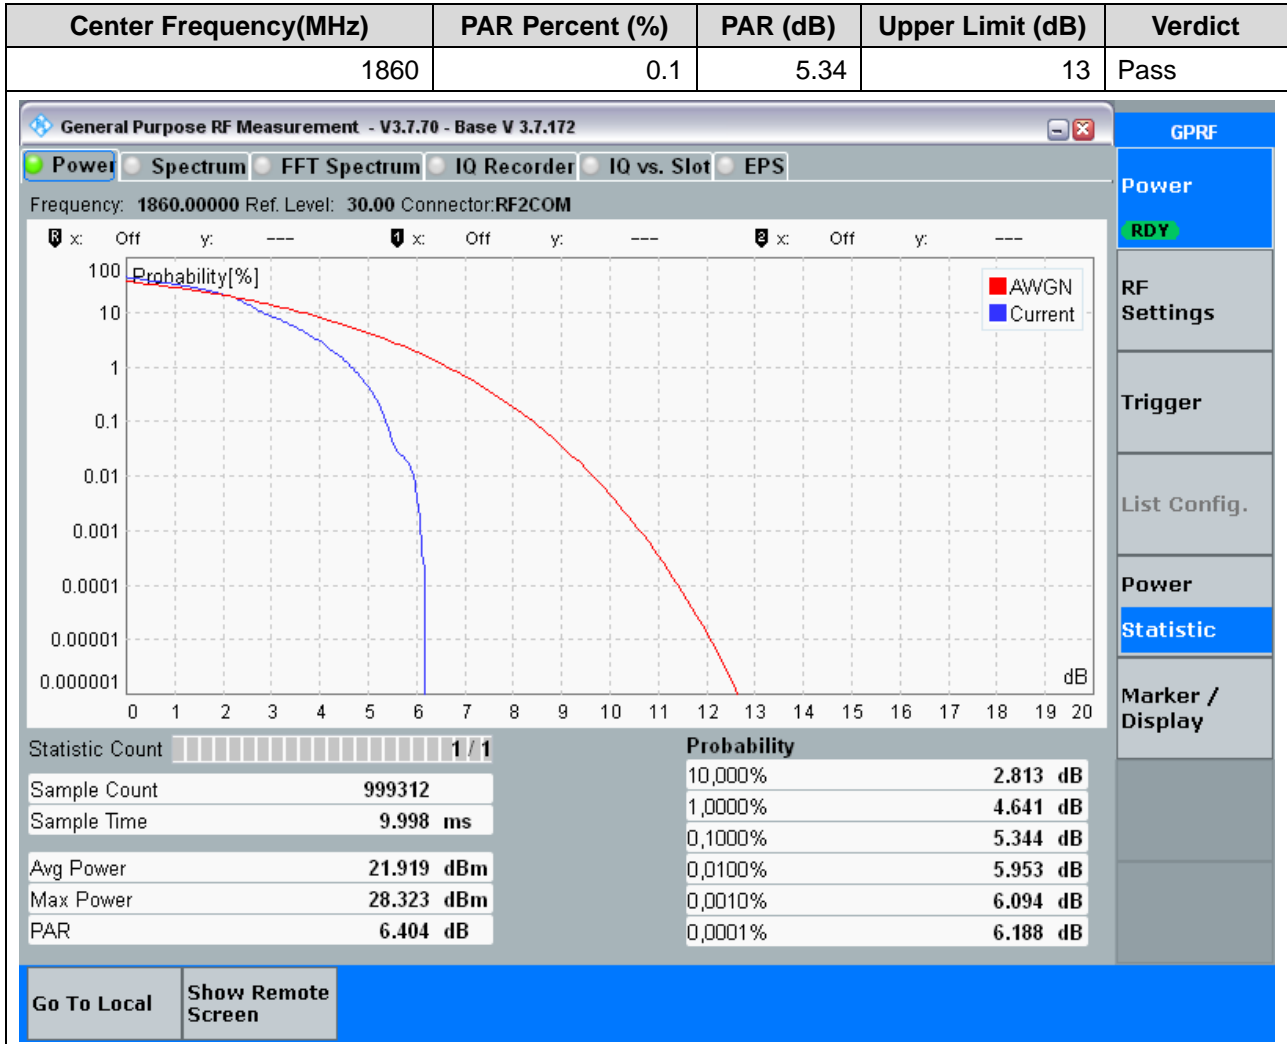 Center Frequency(MHz) PAR Percent (%) PAR (dB) Upper Limit (dB) Verdict
1860 0.1 5.34 13 Pass
General Purpose RF Measurement - V3.7.70 - Base V 3.7.172
GPRF
Power Spectrum FFT Spectrum IQ Recorder IQ vs. Slot EPS
Power
RDY
Frequency: 1860.00000 Ref. Level: 30.00 Connector:RF2COM
R x: Off y: --- 1 x: Off y: --- 2 x: Off y: ---
Probability[%]
100
10
1
0.1
0.01
0.001
0.0001
0.00001
0.000001
AWGN
Current
dB
0 1 2 3 4 5 6 7 8 9 10 11 12 13 14 15 16 17 18 19 20
RF
Settings
Trigger
List Config.
Power
Statistic
Marker /
Display
Statistic Count 1 / 1
Sample Count 999312
Sample Time 9.998 ms
Avg Power 21.919 dBm
Max Power 28.323 dBm
PAR 6.404 dB
Probability
10,000% 2.813 dB
1,0000% 4.641 dB
0,1000% 5.344 dB
0,0100% 5.953 dB
0,0010% 6.094 dB
0,0001% 6.188 dB
Go To Local
Show Remote
Screen